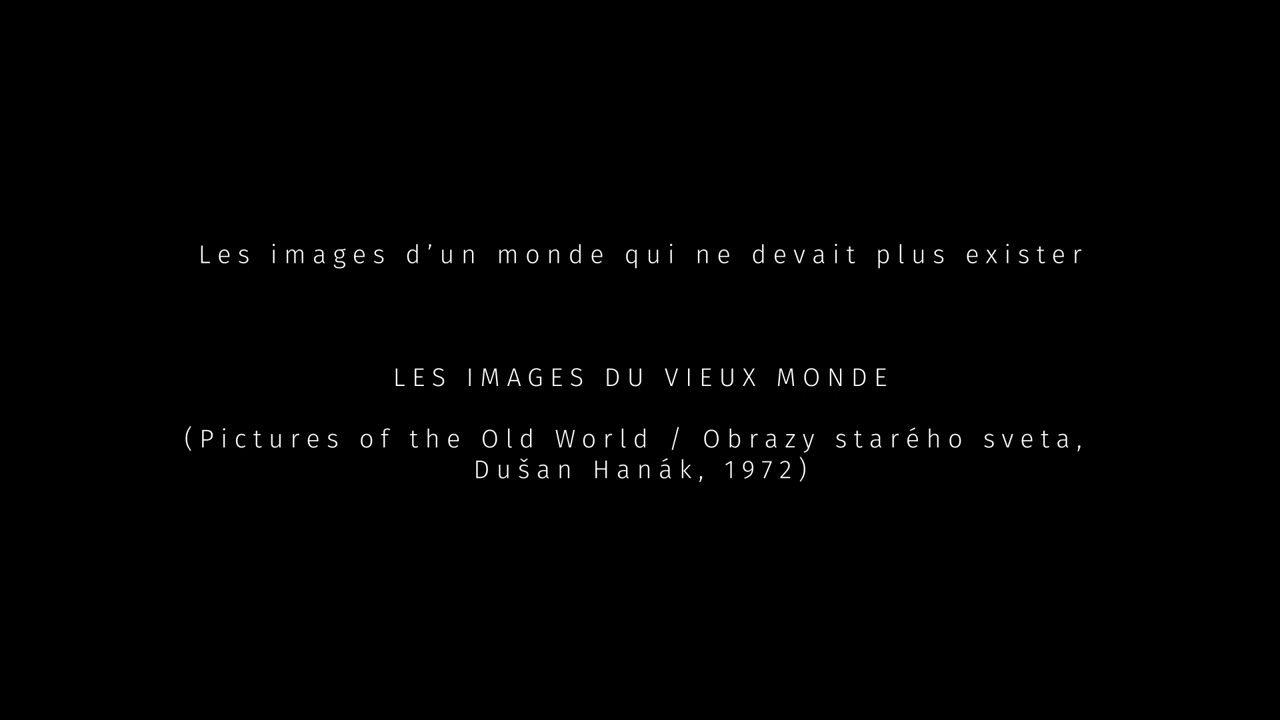 Les images d’un monde qui ne devait plus exister
LES IMAGES DU VIEUX MONDE
(Pictures of the Old World / Obrazy starého sveta,
Dušan Hanák, 1972)